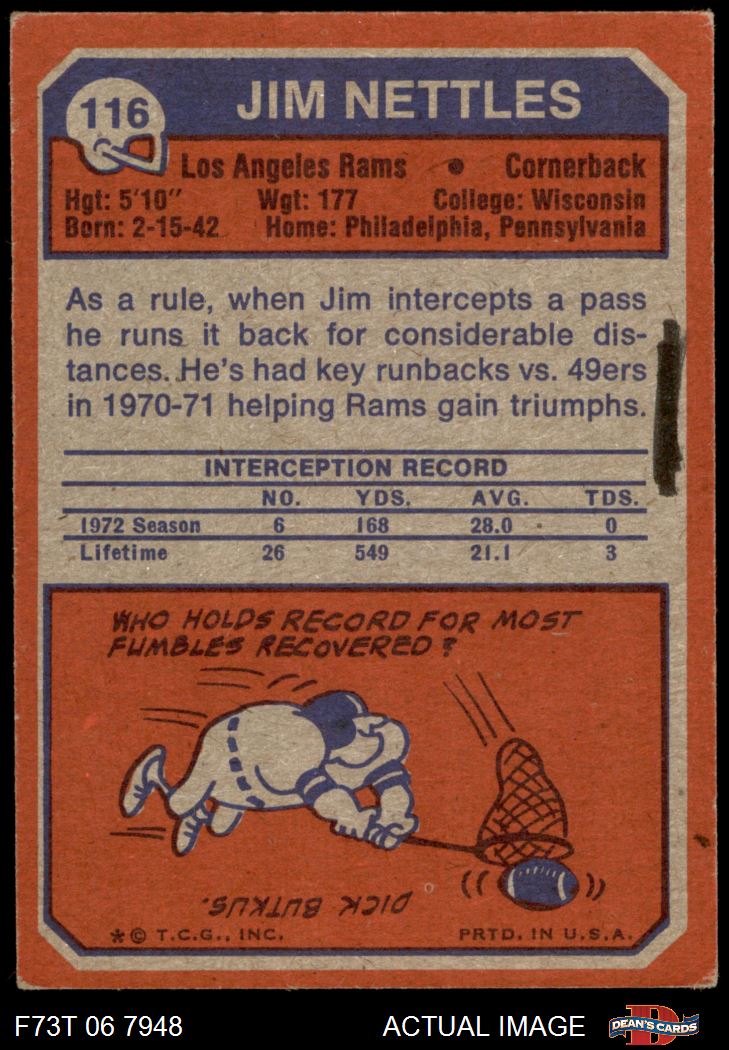 116
JIM NETTLES
Los Angeles Rams • Cornerback
Hgt: 5'10" Wgt: 177 College: Wisconsin
Born: 2-15-42 Home: Philadelphia, Pennsylvania
As a rule, when Jim intercepts a pass
he runs it back for considerable dis-
tances. He's had key runbacks vs. 49ers
in 1970-71 helping Rams gain triumphs.
INTERCEPTION RECORD
NO. YDS. AVG. TDS.
1972 Season 6 168 28.0 0
Lifetime 26 549 21.1 3
WHO HOLDS RECORD FOR MOST
FUMBLES RECOVERED?
DICK BUTKUS.
* © T.C.G., INC. PRTD. IN U.S.A.
F73T 06 7948 ACTUAL IMAGE DEAN'S CARDS